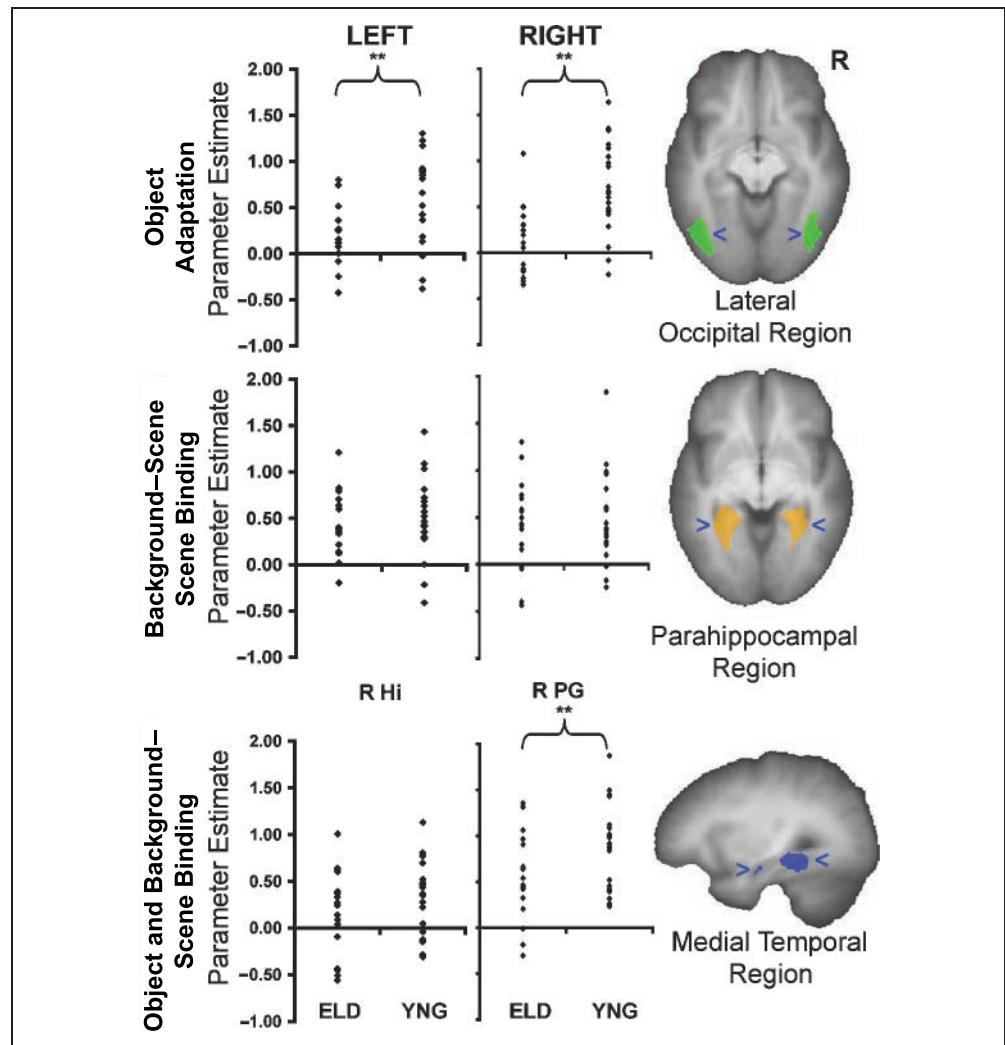 LEFT
**
RIGHT
**
R
Object
Adaptation
Parameter Estimate
2.00
1.50
1.00
0.50
0.00
−0.50
−1.00
<
>
Lateral
Occipital Region
Background–Scene
Scene Binding
Parameter Estimate
2.00
1.50
1.00
0.50
0.00
−0.50
−1.00
>
<
Parahippocampal
Region
R Hi
R PG
**
Object and Background–
Scene Binding
Parameter Estimate
2.00
1.50
1.00
0.50
0.00
−0.50
−1.00
ELD
YNG
ELD
YNG
>
<
Medial Temporal
Region